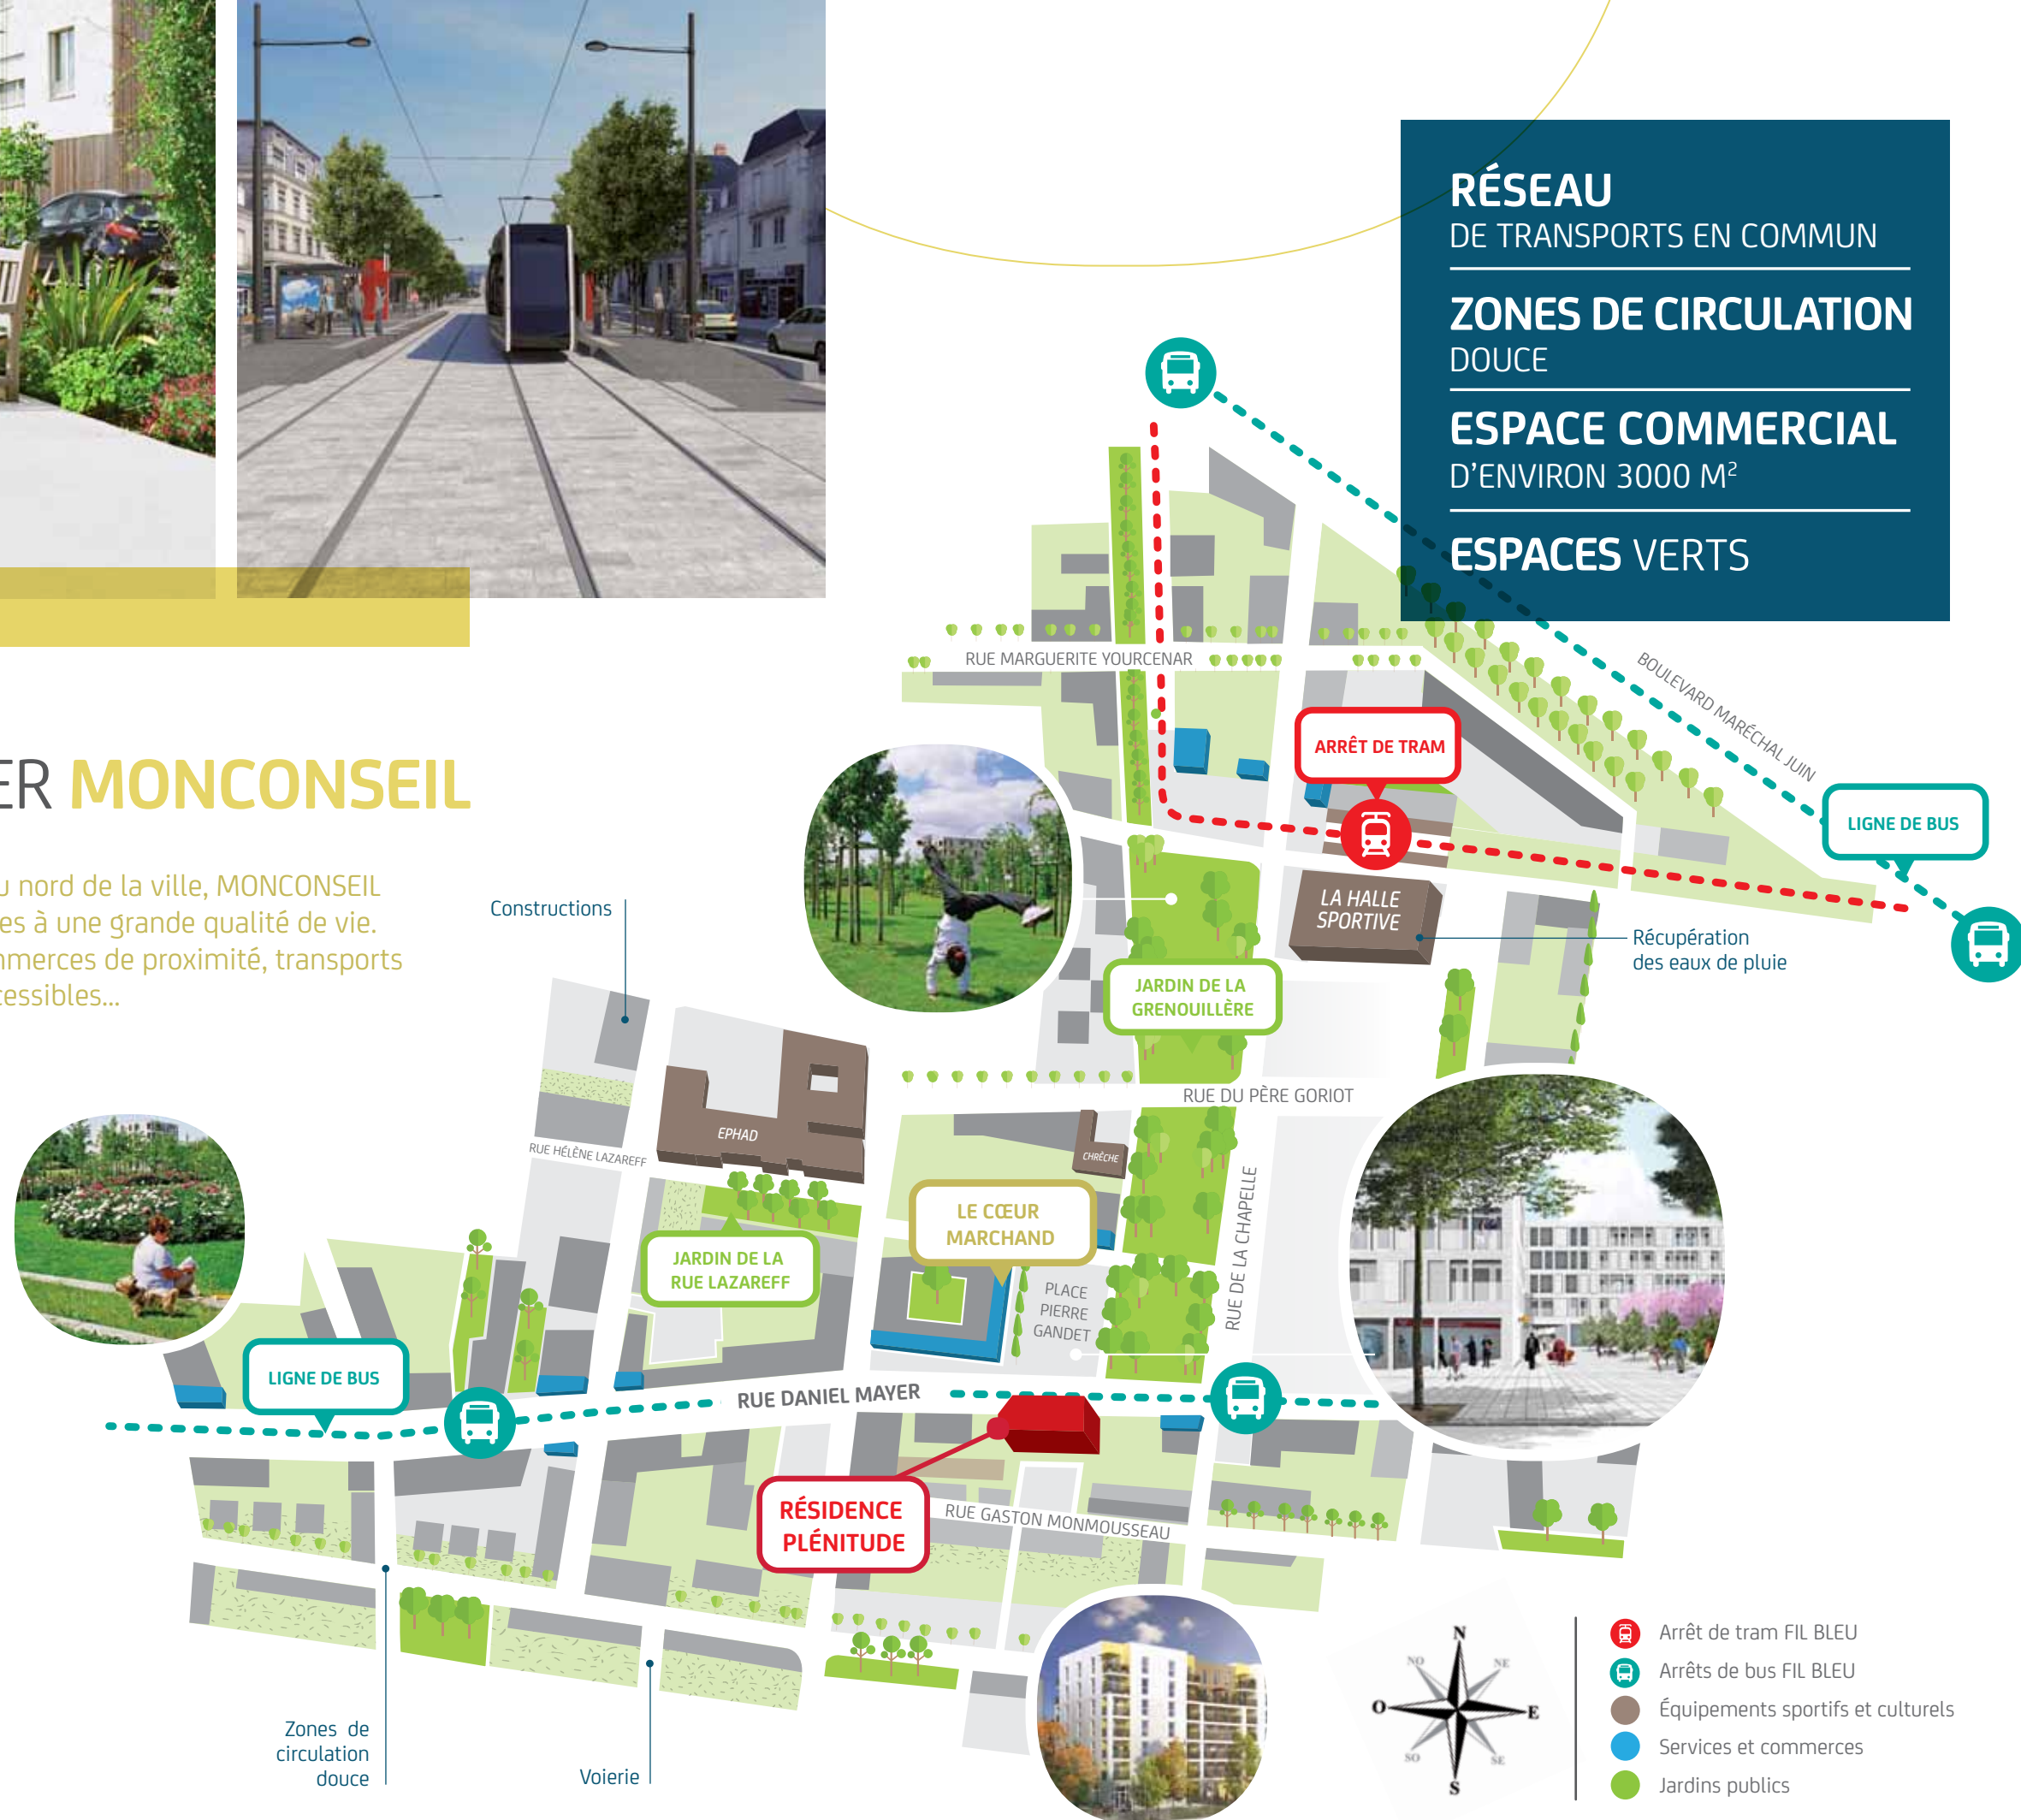 RÉSEAU
DE TRANSPORTS EN COMMUN
ZONES DE CIRCULATION
DOUCE
ESPACE COMMERCIAL
D'ENVIRON 3000 M²
ESPACES VERTS
ER MONCONSEIL
u nord de la ville, MONCONSEIL
es à une grande qualité de vie.
mmerces de proximité, transports
cessibles...
RUE MARGUERITE YOURCENAR
BOULEVARD MARÉCHAL JUIN
ARRÊT DE TRAM
LIGNE DE BUS
Constructions
LA HALLE
SPORTIVE
Récupération
des eaux de pluie
JARDIN DE LA
GRENOUILLÈRE
RUE DU PÈRE GORIOT
EPHAD
RUE HÉLÈNE LAZAREFF
CHRÊCHE
LE CŒUR
MARCHAND
JARDIN DE LA
RUE LAZAREFF
PLACE
PIERRE
GANDET
RUE DE LA CHAPELLE
LIGNE DE BUS
RUE DANIEL MAYER
RÉSIDENCE
PLÉNITUDE
RUE GASTON MONMOUSSEAU
Zones de
circulation
douce
Voierie
N
NO
NE
O
E
SO
SE
S
Arrêt de tram FIL BLEU
Arrêts de bus FIL BLEU
Équipements sportifs et culturels
Services et commerces
Jardins publics